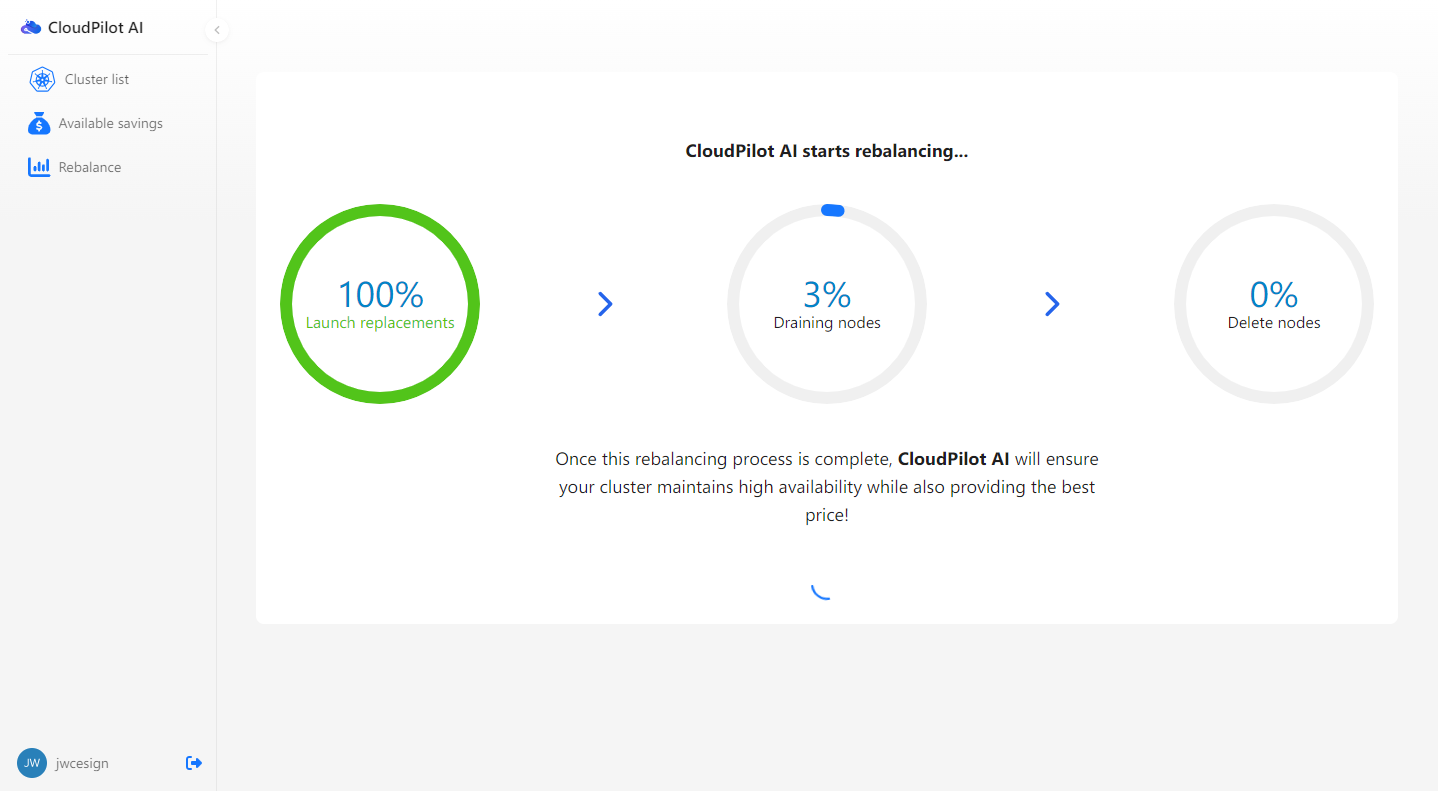 CloudPilot AI
Cluster list
Available savings
Rebalance
CloudPilot AI starts rebalancing...
100%
Launch replacements
3%
Draining nodes
0%
Delete nodes
Once this rebalancing process is complete, CloudPilot AI will ensure
your cluster maintains high availability while also providing the best
price!
JW
jwcesign